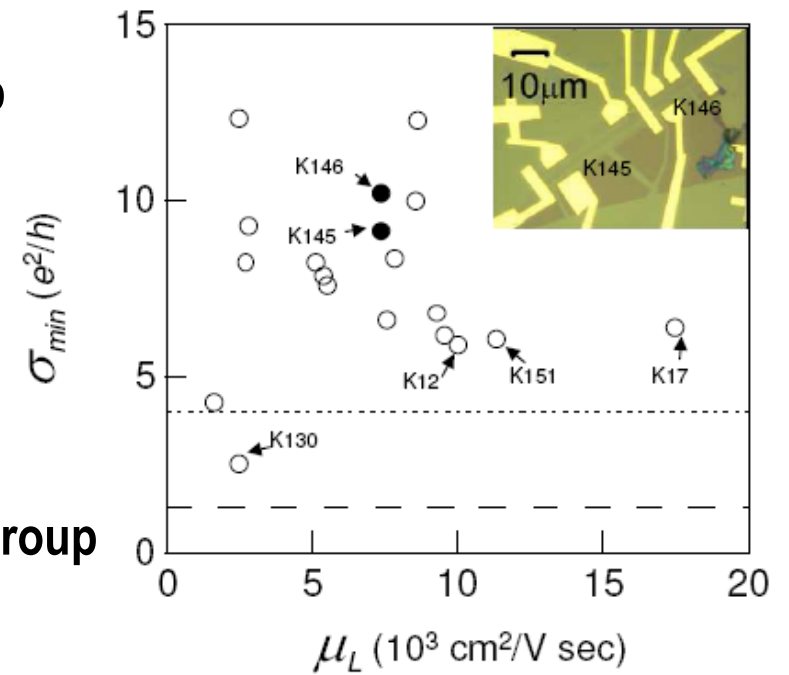 15
10
5
0
0 5 10 15 20
σmin (e²/h)
μL (10³ cm²/V sec)
K146
K145
K12
K151
K17
K130
10μm
K146
K145
roup